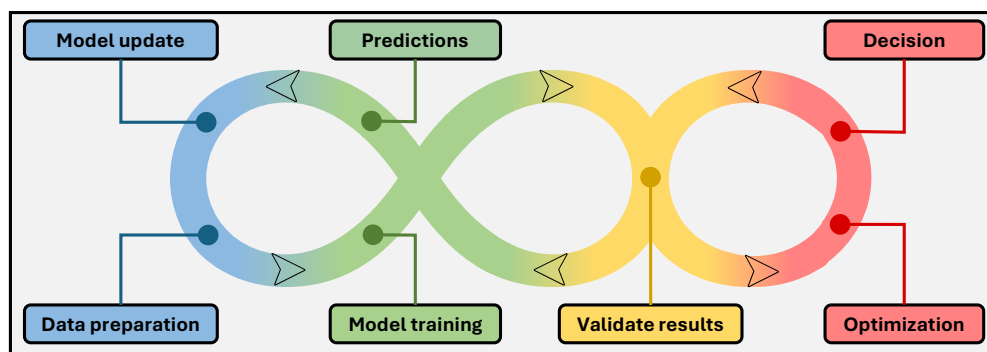 Model update
Predictions
Decision
Data preparation
Model training
Validate results
Optimization